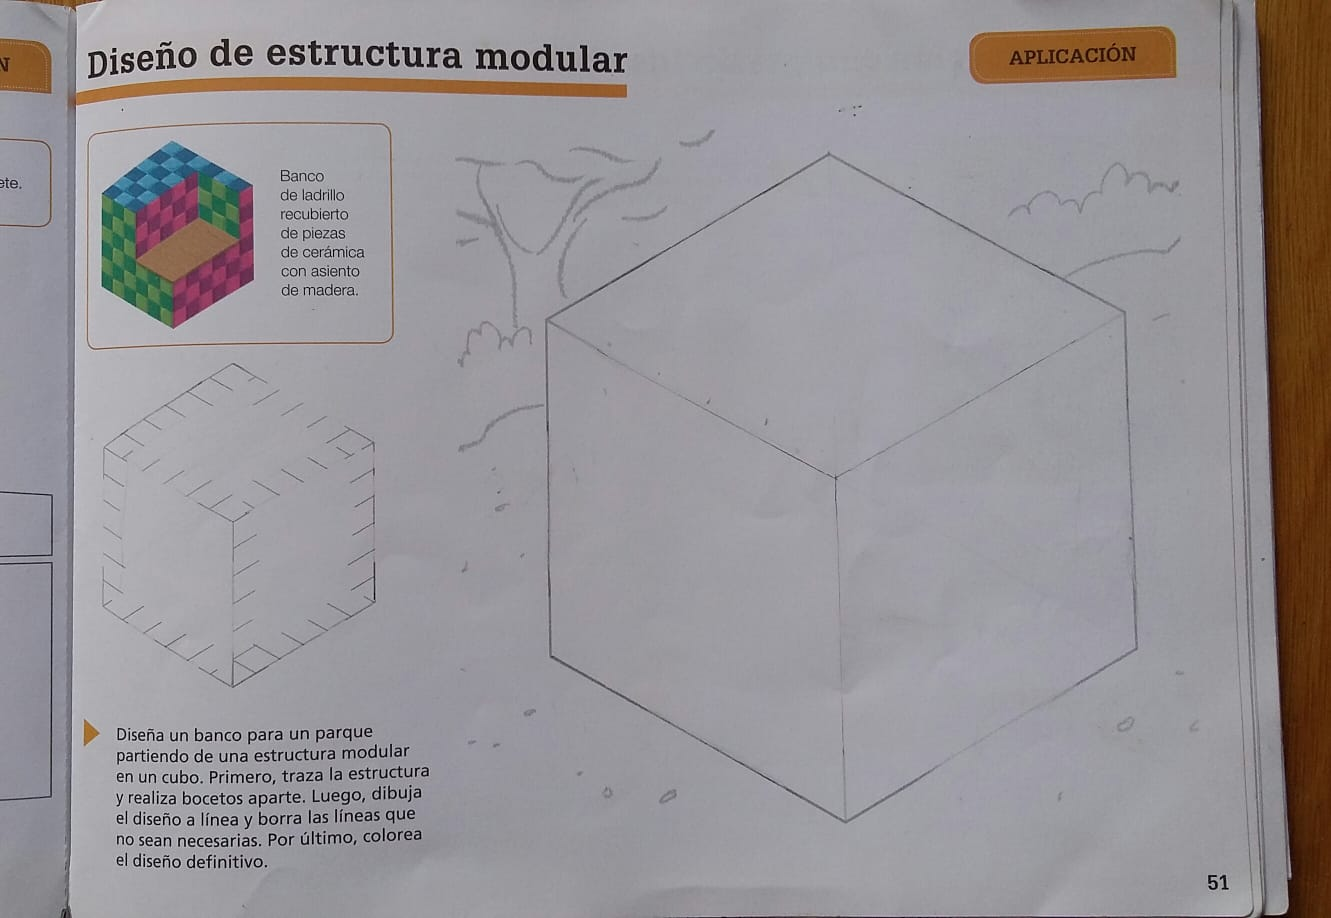 Diseño de estructura modular
APLICACIÓN
N
ete.
Banco
de ladrillo
recubierto
de piezas
de cerámica
con asiento
de madera.
Diseña un banco para un parque
partiendo de una estructura modular
en un cubo. Primero, traza la estructura
y realiza bocetos aparte. Luego, dibuja
el diseño a línea y borra las líneas que
no sean necesarias. Por último, colorea
el diseño definitivo.
51